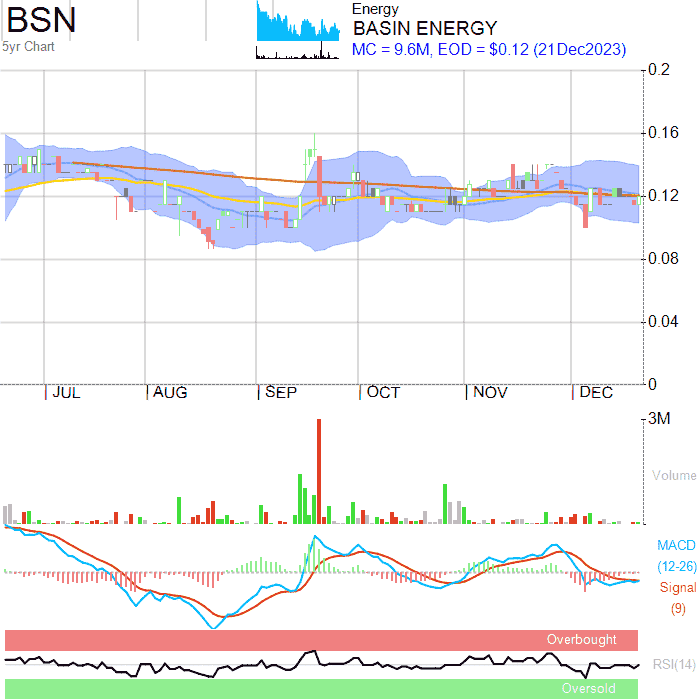 BSN
5yr Chart
Energy
BASIN ENERGY
MC = 9.6M, EOD = $0.12 (21Dec2023)
0.2
0.16
0.12
0.08
0.04
0
JUL AUG SEP OCT NOV DEC
3M
Volume
MACD
(12-26)
Signal
(9)
Overbought
RSI(14)
Oversold